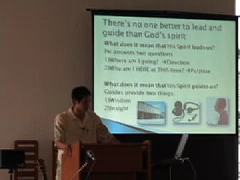 There's no one better to lead and
guide than God's spirit
What does it mean that his Spirit leads us?
He answers two questions
1)Where am I going? →Direction
2)Why am I HERE at THIS time? →Purpose
What does it mean that his Spirit guides us?
Guides provide two things:
1)Wisdom
2)Insight